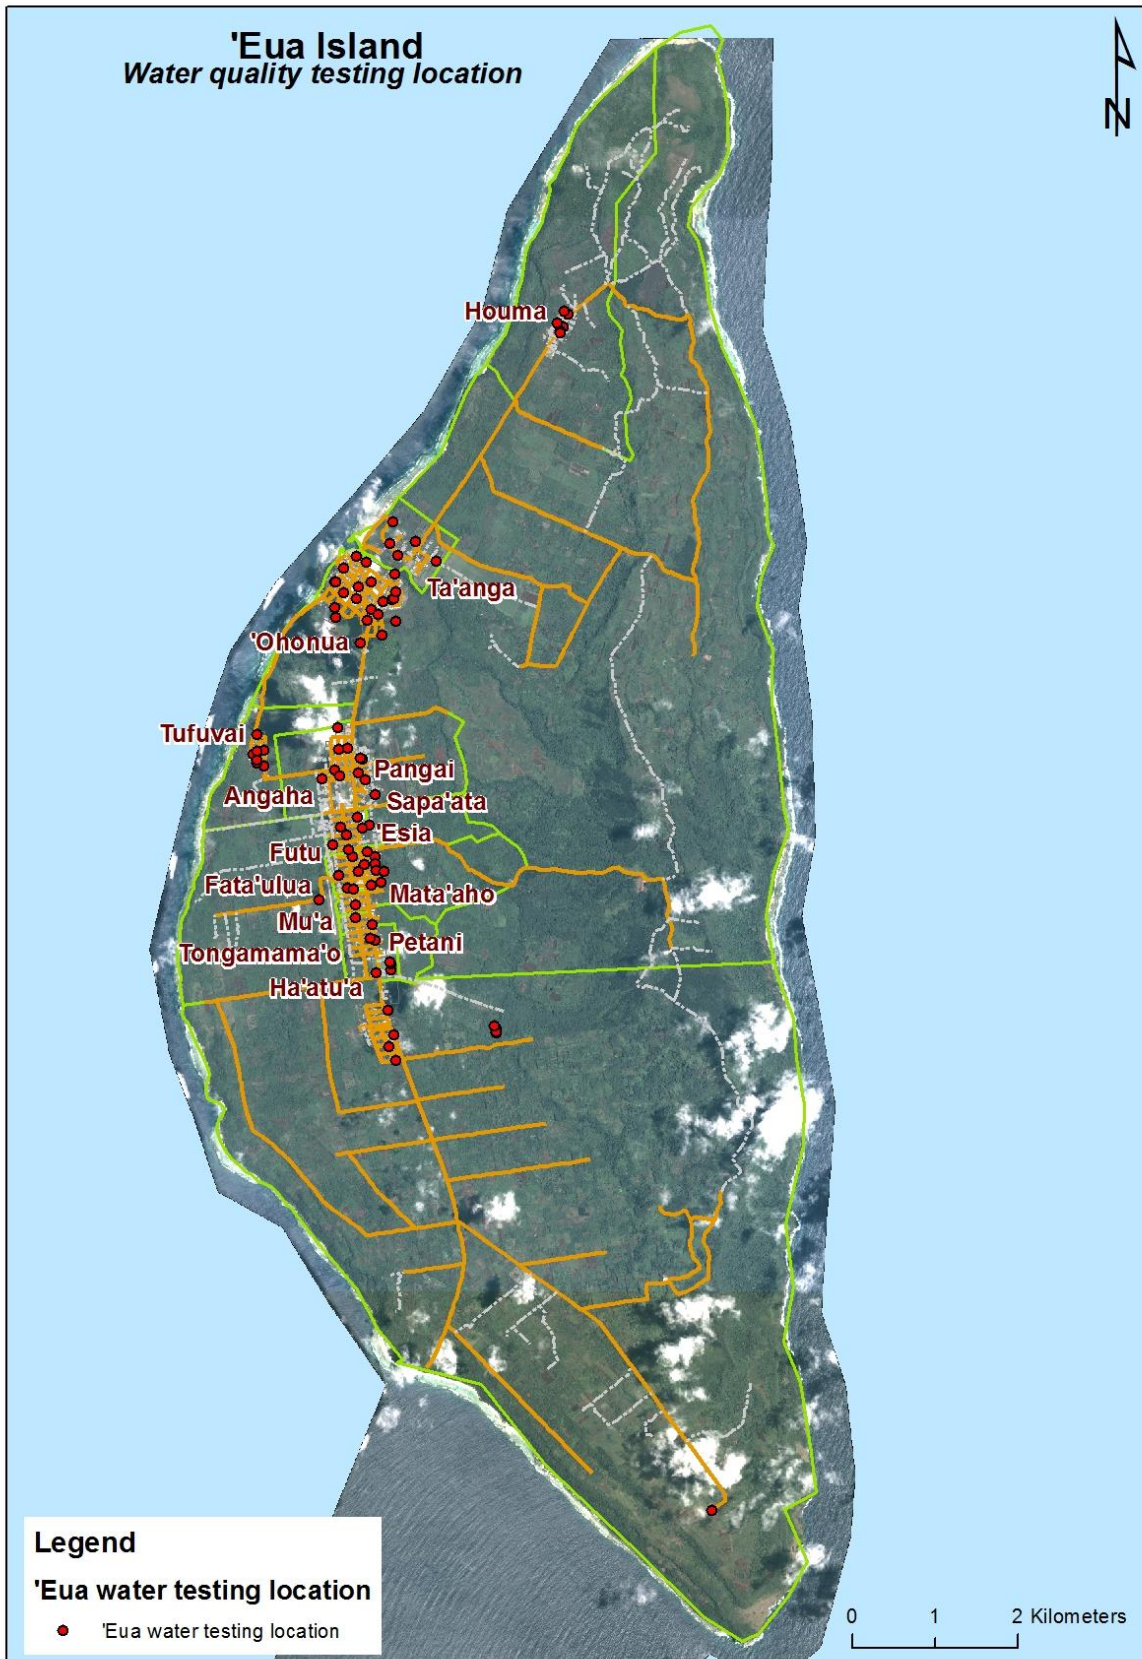 'Eua Island
Water quality testing location
N
Houma
Ta'anga
'Ohonua
Tufuvai
Pangai
Angaha
Sapa'ata
'Esia
Futu
Fata'ulua
Mata'aho
Mu'a
Petani
Tongamama'o
Ha'atu'a
Legend
'Eua water testing location
'Eua water testing location
0 1 2 Kilometers